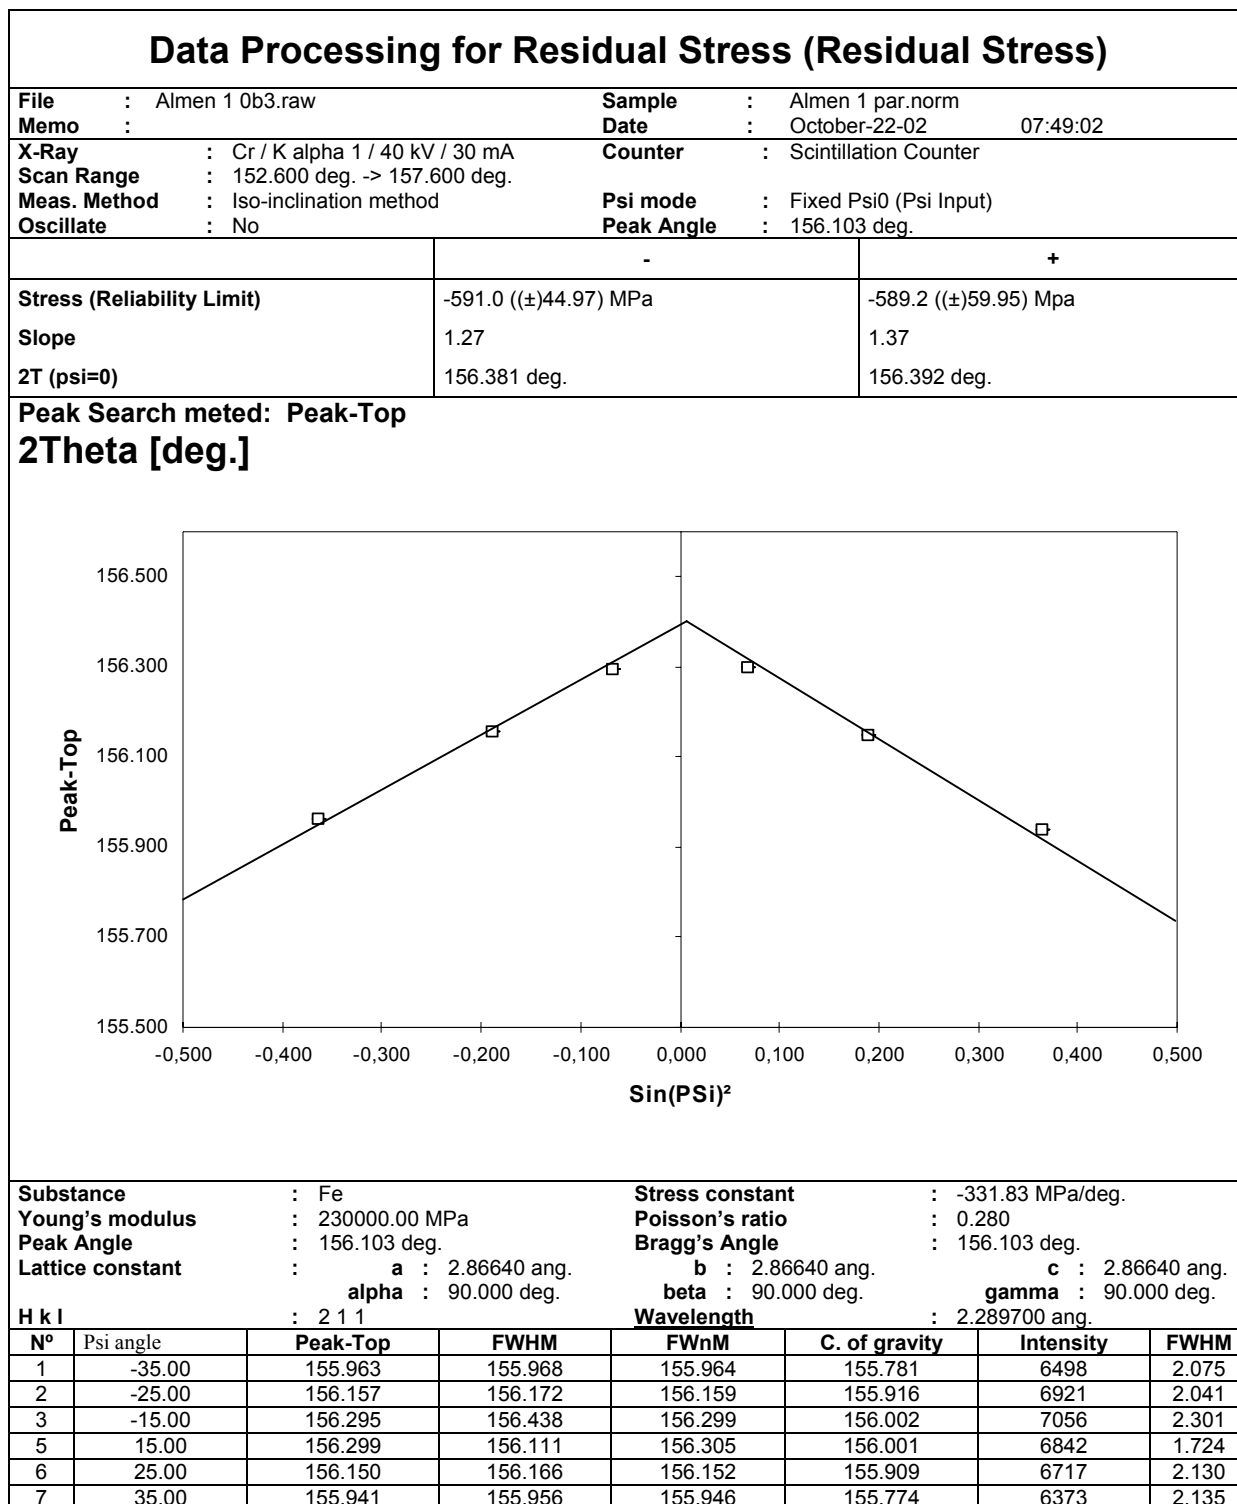 Data Processing for Residual Stress (Residual Stress)
File : Almen 1 0b3.raw Sample : Almen 1 par.norm
Memo : Date : October-22-02 07:49:02
X-Ray : Cr / K alpha 1 / 40 kV / 30 mA Counter : Scintillation Counter
Scan Range : 152.600 deg. -> 157.600 deg.
Meas. Method : Iso-inclination method Psi mode : Fixed Psi0 (Psi Input)
Oscillate : No Peak Angle : 156.103 deg.
- +
Stress (Reliability Limit) -591.0 ((±)44.97) MPa -589.2 ((±)59.95) Mpa
Slope 1.27 1.37
2T (psi=0) 156.381 deg. 156.392 deg.
Peak Search meted: Peak-Top
2Theta [deg.]
156.500
156.300
156.100
155.900
155.700
155.500
Peak-Top
-0,500 -0,400 -0,300 -0,200 -0,100 0,000 0,100 0,200 0,300 0,400 0,500
Sin(PSi)²
Substance : Fe Stress constant : -331.83 MPa/deg.
Young's modulus : 230000.00 MPa Poisson's ratio : 0.280
Peak Angle : 156.103 deg. Bragg's Angle : 156.103 deg.
Lattice constant : a : 2.86640 ang. b : 2.86640 ang. c : 2.86640 ang.
alpha : 90.000 deg. beta : 90.000 deg. gamma : 90.000 deg.
H k l : 2 1 1 Wavelength : 2.289700 ang.
Nº Psi angle Peak-Top FWHM FWnM C. of gravity Intensity FWHM
1 -35.00 155.963 155.968 155.964 155.781 6498 2.075
2 -25.00 156.157 156.172 156.159 155.916 6921 2.041
3 -15.00 156.295 156.438 156.299 156.002 7056 2.301
5 15.00 156.299 156.111 156.305 156.001 6842 1.724
6 25.00 156.150 156.166 156.152 155.909 6717 2.130
7 35.00 155.941 155.956 155.946 155.774 6373 2.135